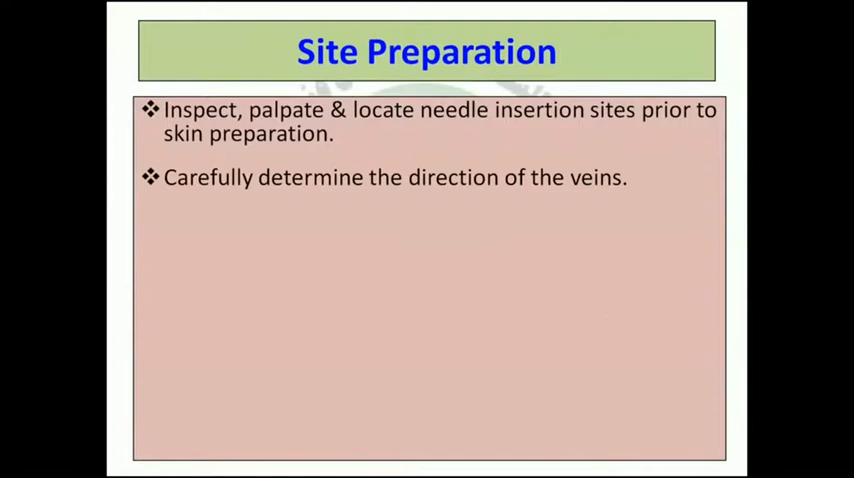 Site Preparation
❖Inspect, palpate & locate needle insertion sites prior to
skin preparation.
❖Carefully determine the direction of the veins.